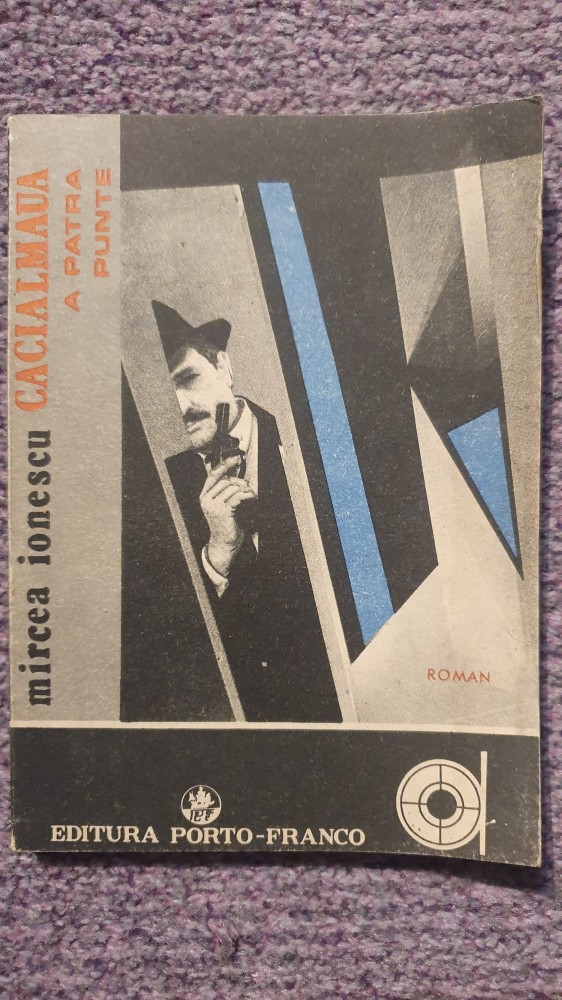 mircea ionescu CACIALMAUA
A PATRA
PUNTE
ROMAN
EDITURA PORTO-FRANCO